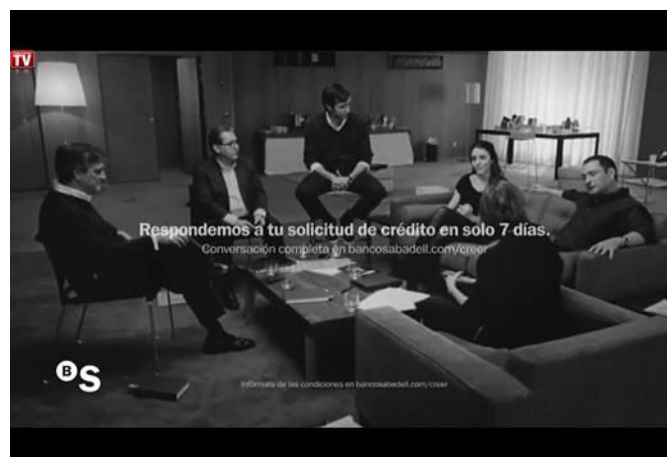 TV
Respondemos a tu solicitud de crédito en solo 7 días.
Conversación completa en bancosabadell.com/creer
BS
Infórmate de las condiciones en bancosabadell.com/creer